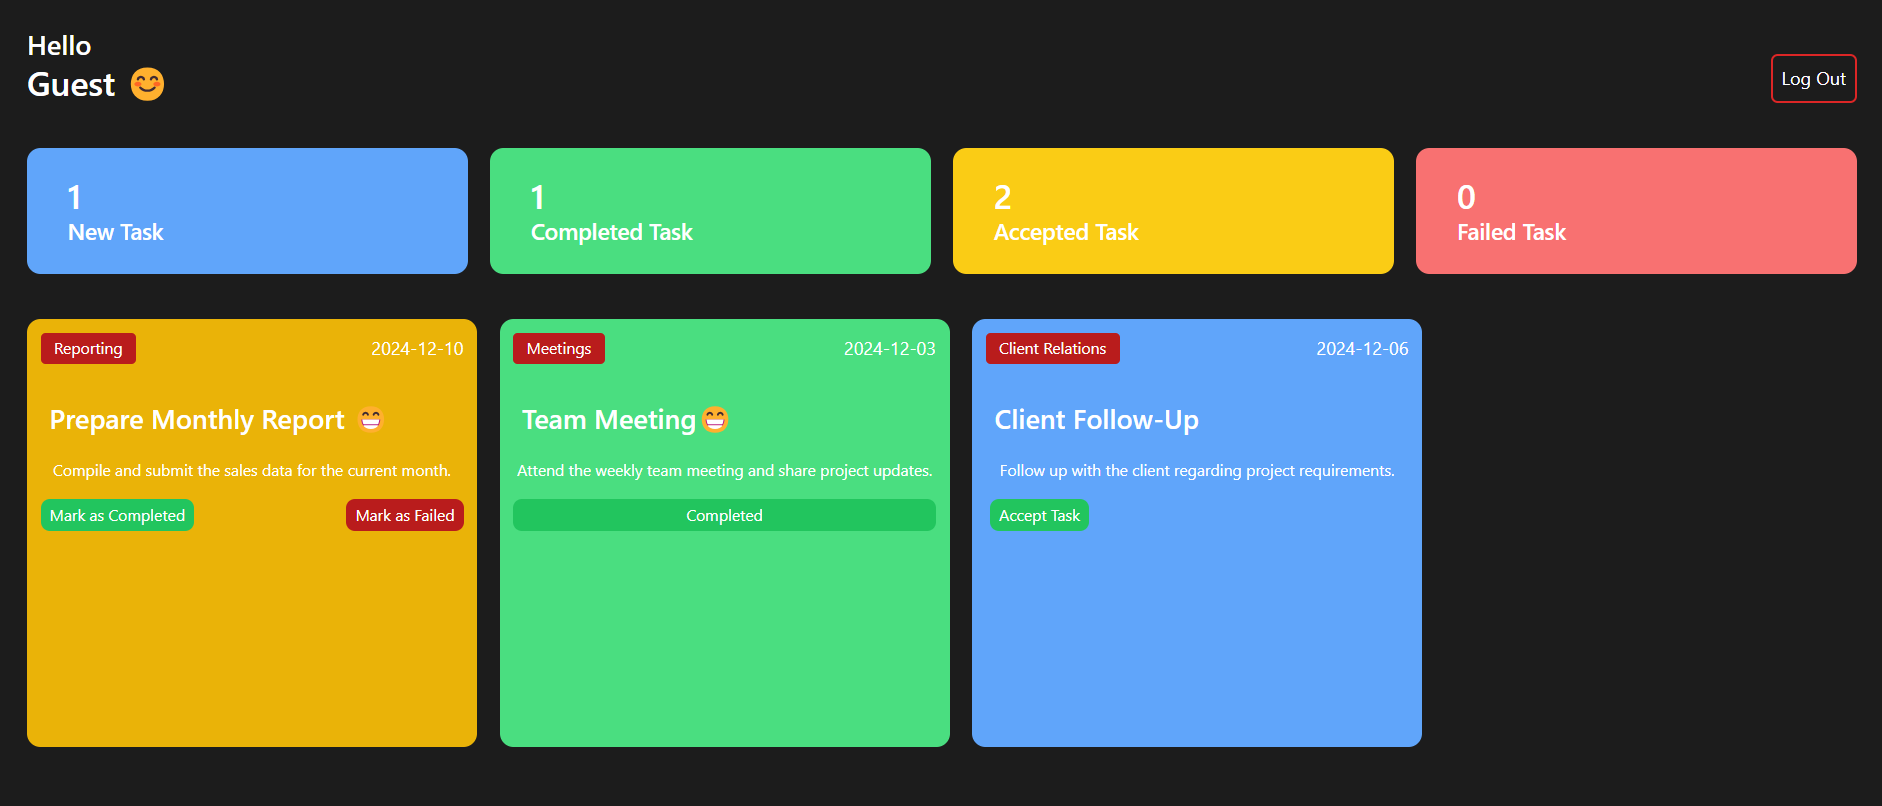 Hello
Guest 😊
Log Out
1
New Task
1
Completed Task
2
Accepted Task
0
Failed Task
Reporting
2024-12-10
Prepare Monthly Report 😁
Compile and submit the sales data for the current month.
Mark as Completed
Mark as Failed
Meetings
2024-12-03
Team Meeting😁
Attend the weekly team meeting and share project updates.
Completed
Client Relations
2024-12-06
Client Follow-Up
Follow up with the client regarding project requirements.
Accept Task